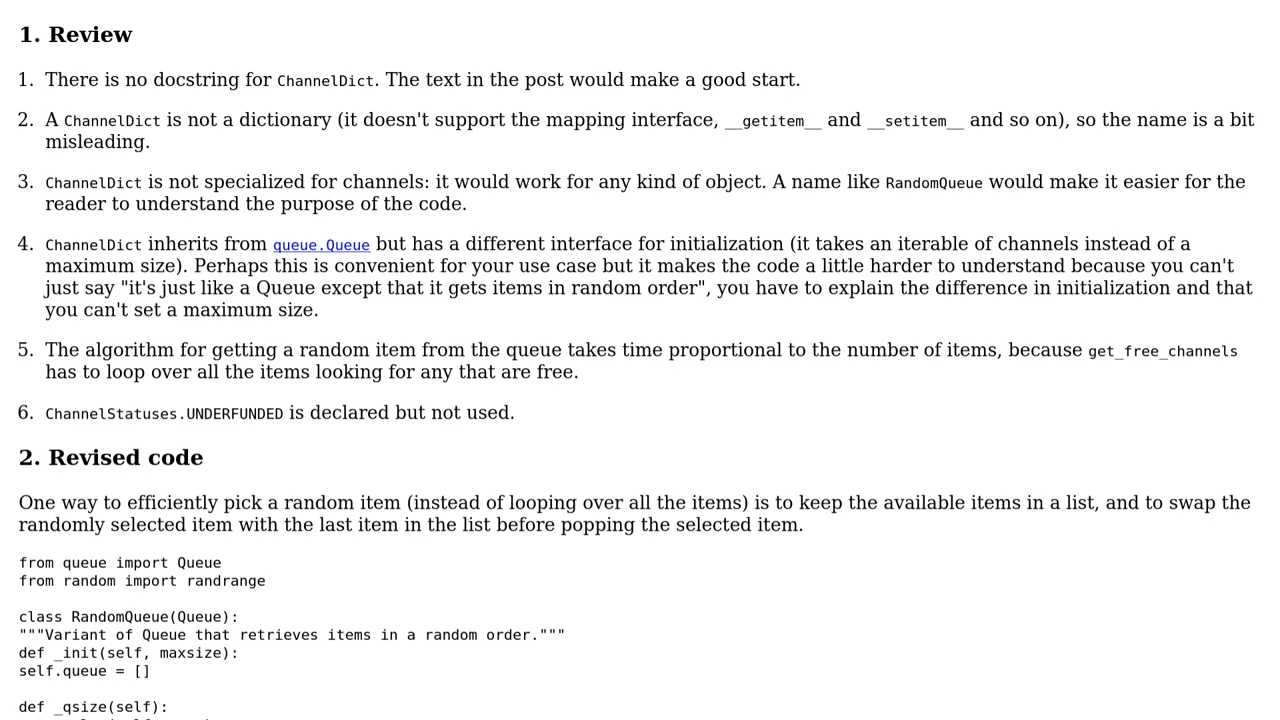 1. Review
1. There is no docstring for ChannelDict. The text in the post would make a good start.
2. A ChannelDict is not a dictionary (it doesn't support the mapping interface, __getitem__ and __setitem__ and so on), so the name is a bit
misleading.
3. ChannelDict is not specialized for channels: it would work for any kind of object. A name like RandomQueue would make it easier for the
reader to understand the purpose of the code.
4. ChannelDict inherits from queue.Queue but has a different interface for initialization (it takes an iterable of channels instead of a
maximum size). Perhaps this is convenient for your use case but it makes the code a little harder to understand because you can't
just say "it's just like a Queue except that it gets items in random order", you have to explain the difference in initialization and that
you can't set a maximum size.
5. The algorithm for getting a random item from the queue takes time proportional to the number of items, because get_free_channels
has to loop over all the items looking for any that are free.
6. ChannelStatuses.UNDERFUNDED is declared but not used.
2. Revised code
One way to efficiently pick a random item (instead of looping over all the items) is to keep the available items in a list, and to swap the
randomly selected item with the last item in the list before popping the selected item.
from queue import Queue
from random import randrange
class RandomQueue(Queue):
"""Variant of Queue that retrieves items in a random order."""
def _init(self, maxsize):
self.queue = []
def _qsize(self):